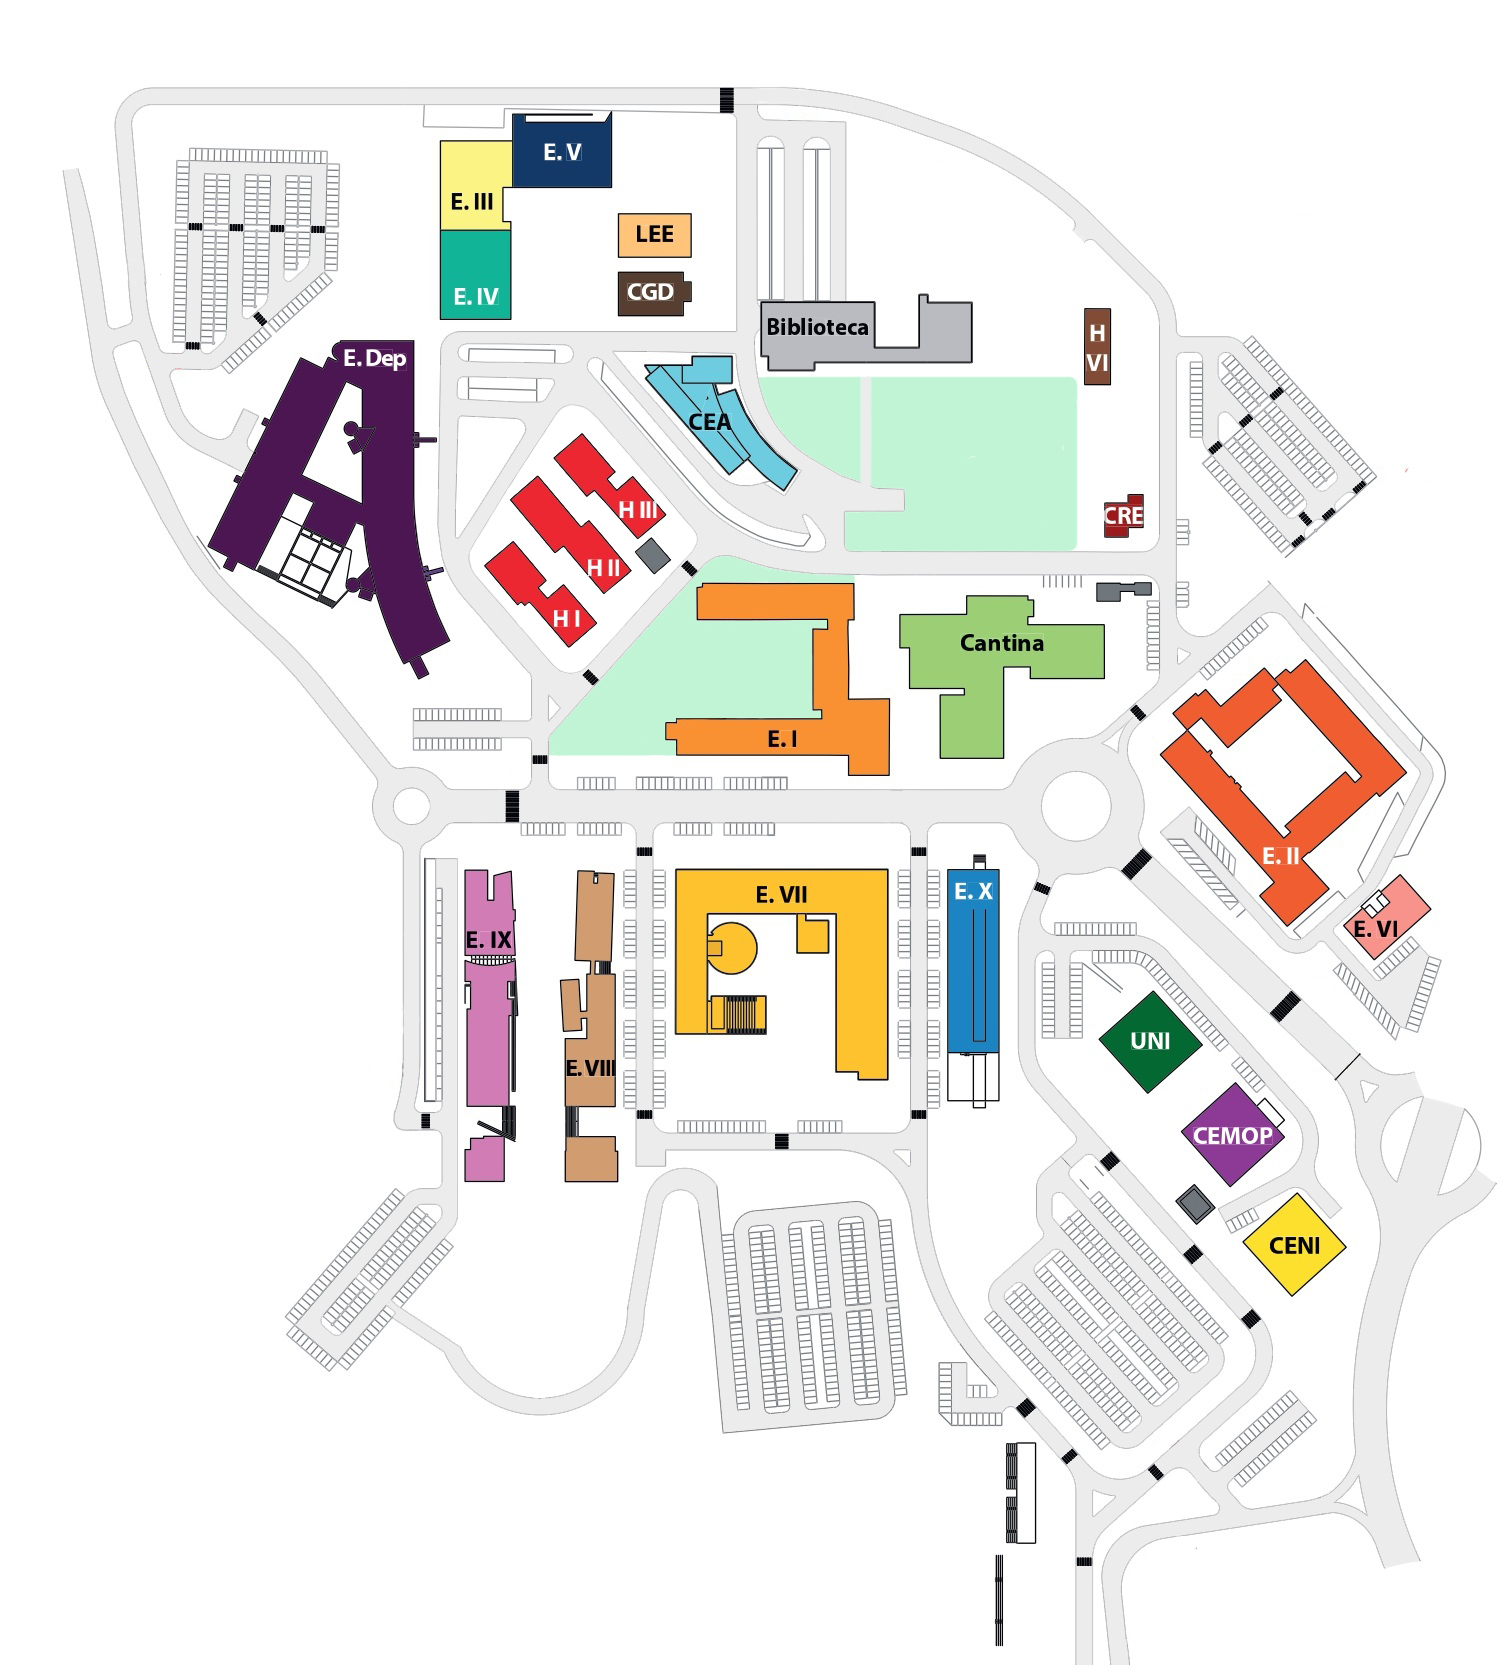 E. V
E. III
LEE
E. IV
CGD
Biblioteca
H
VI
E. Dep
CEA
H III
CRE
H II
H I
Cantina
E. I
E. II
E. VII
E. X
E. IX
E. VI
UNI
E. VIII
CEMOP
CENI